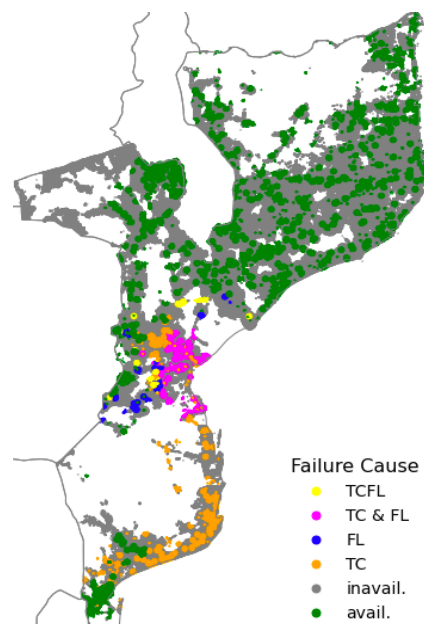 Failure Cause
TCFL
TC & FL
FL
TC
inavail.
avail.